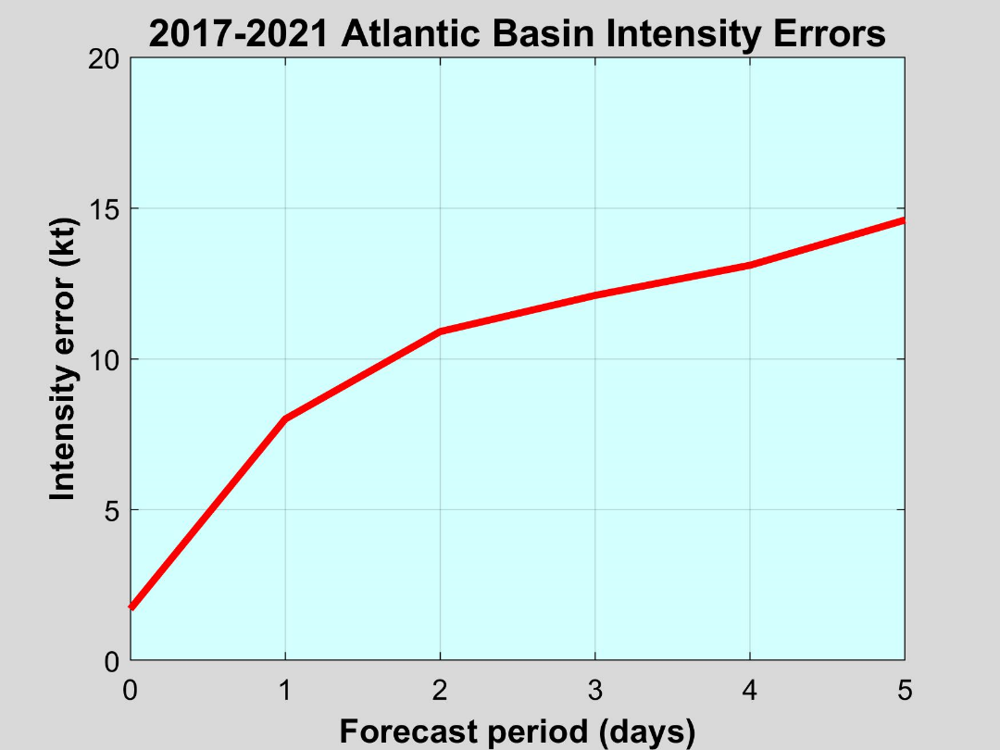 2017-2021 Atlantic Basin Intensity Errors
20
15
10
5
0
Intensity error (kt)
0 1 2 3 4 5
Forecast period (days)